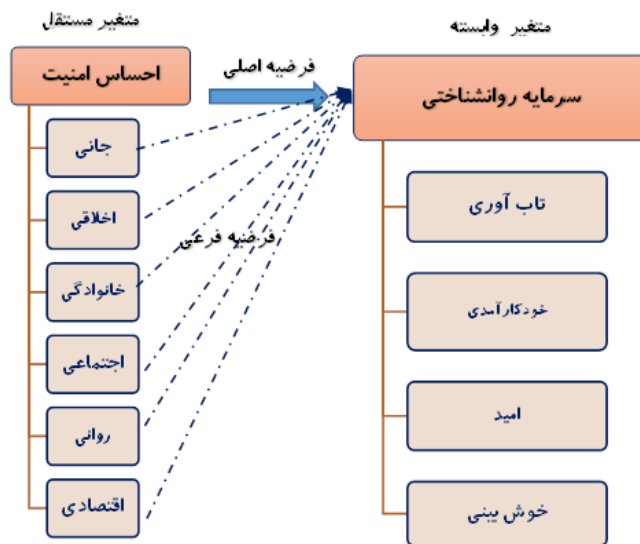 متغیر مستقل
متغیر وابسته
احساس امنیت
فرضیه اصلی
سرمایه روانشناختی
جانی
اخلاقی
خانوادگی
اجتماعی
روانی
اقتصادی
فرضیه فرعی
تاب آوری
خودکارآمدی
امید
خوش بینی